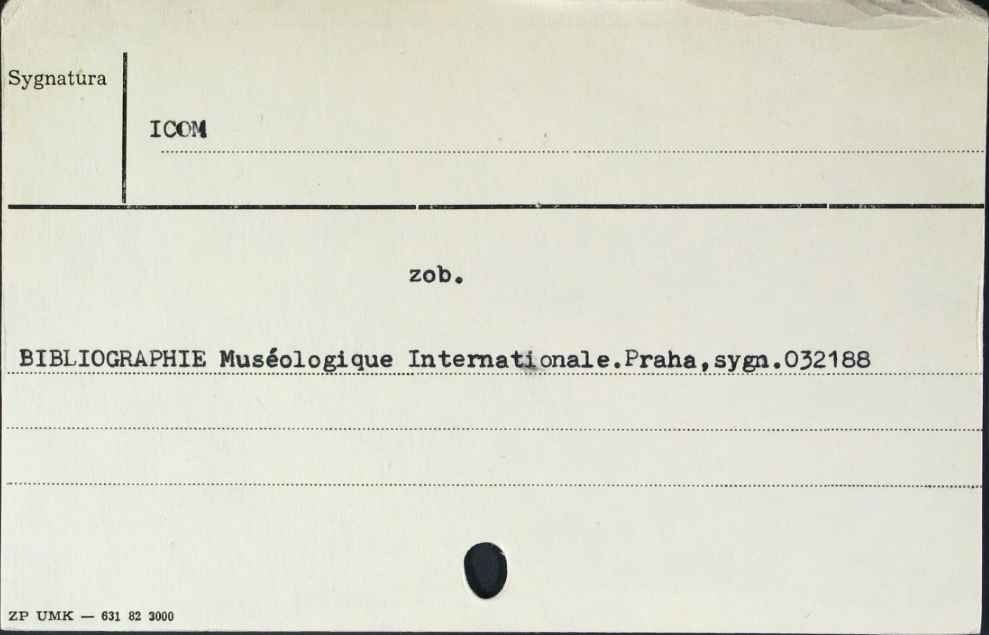 Sygnatura
ICOM
zob.
BIBLIOGRAPHIE Muséologique Internationale.Praha,sygn.032188
ZP UMK — 631 82 3000